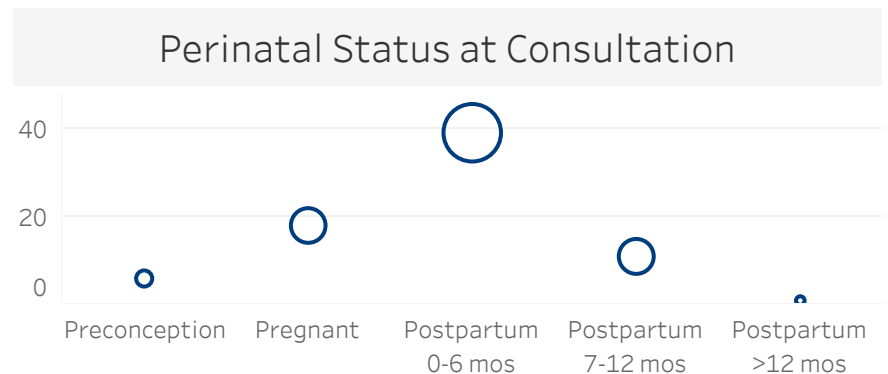 Perinatal Status at Consultation
40
20
0
Preconception Pregnant Postpartum Postpartum Postpartum
0-6 mos 7-12 mos >12 mos